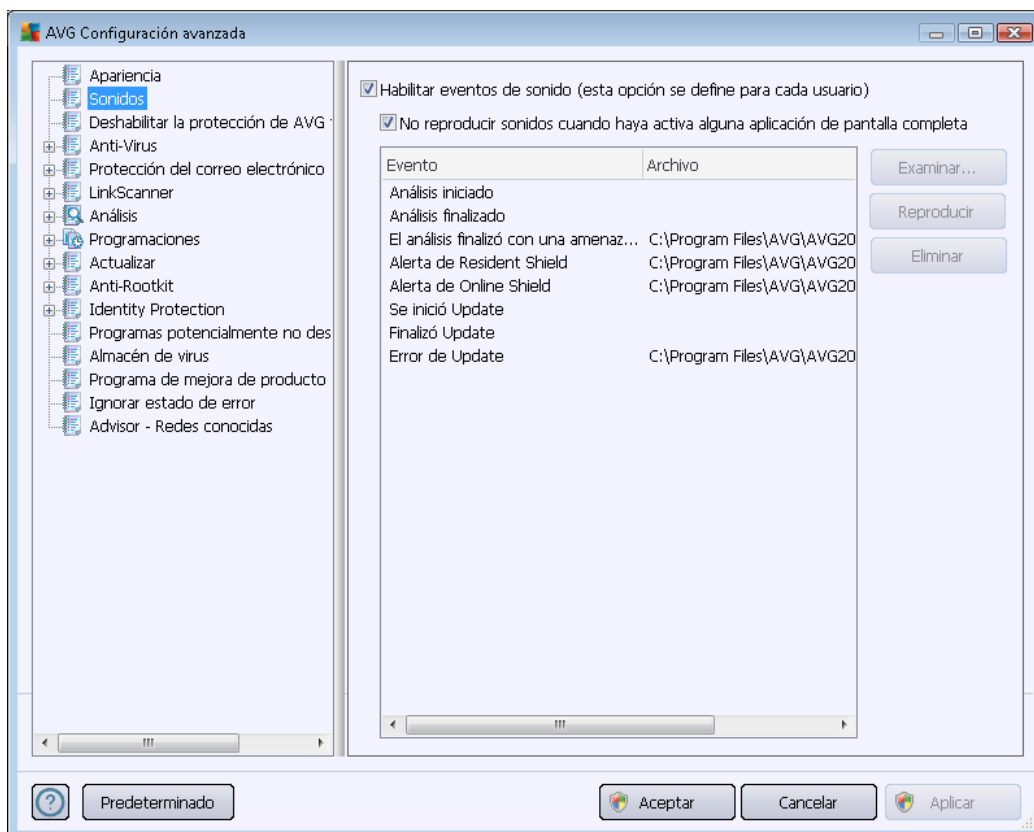 AVG Configuración avanzada
Apariencia
Sonidos
Deshabilitar la protección de AVG
Anti-Virus
Protección del correo electrónico
LinkScanner
Análisis
Programaciones
Actualizar
Anti-Rootkit
Identity Protection
Programas potencialmente no des
Almacén de virus
Programa de mejora de producto
Ignorar estado de error
Advisor - Redes conocidas
Habilitar eventos de sonido (esta opción se define para cada usuario)
No reproducir sonidos cuando haya activa alguna aplicación de pantalla completa
Evento Archivo
Análisis iniciado
Análisis finalizado
El análisis finalizó con una amenaz... C:\Program Files\AVG\AVG20
Alerta de Resident Shield C:\Program Files\AVG\AVG20
Alerta de Online Shield C:\Program Files\AVG\AVG20
Se inició Update
Finalizó Update
Error de Update C:\Program Files\AVG\AVG20
Examinar...
Reproducir
Eliminar
Predeterminado
Aceptar
Cancelar
Aplicar